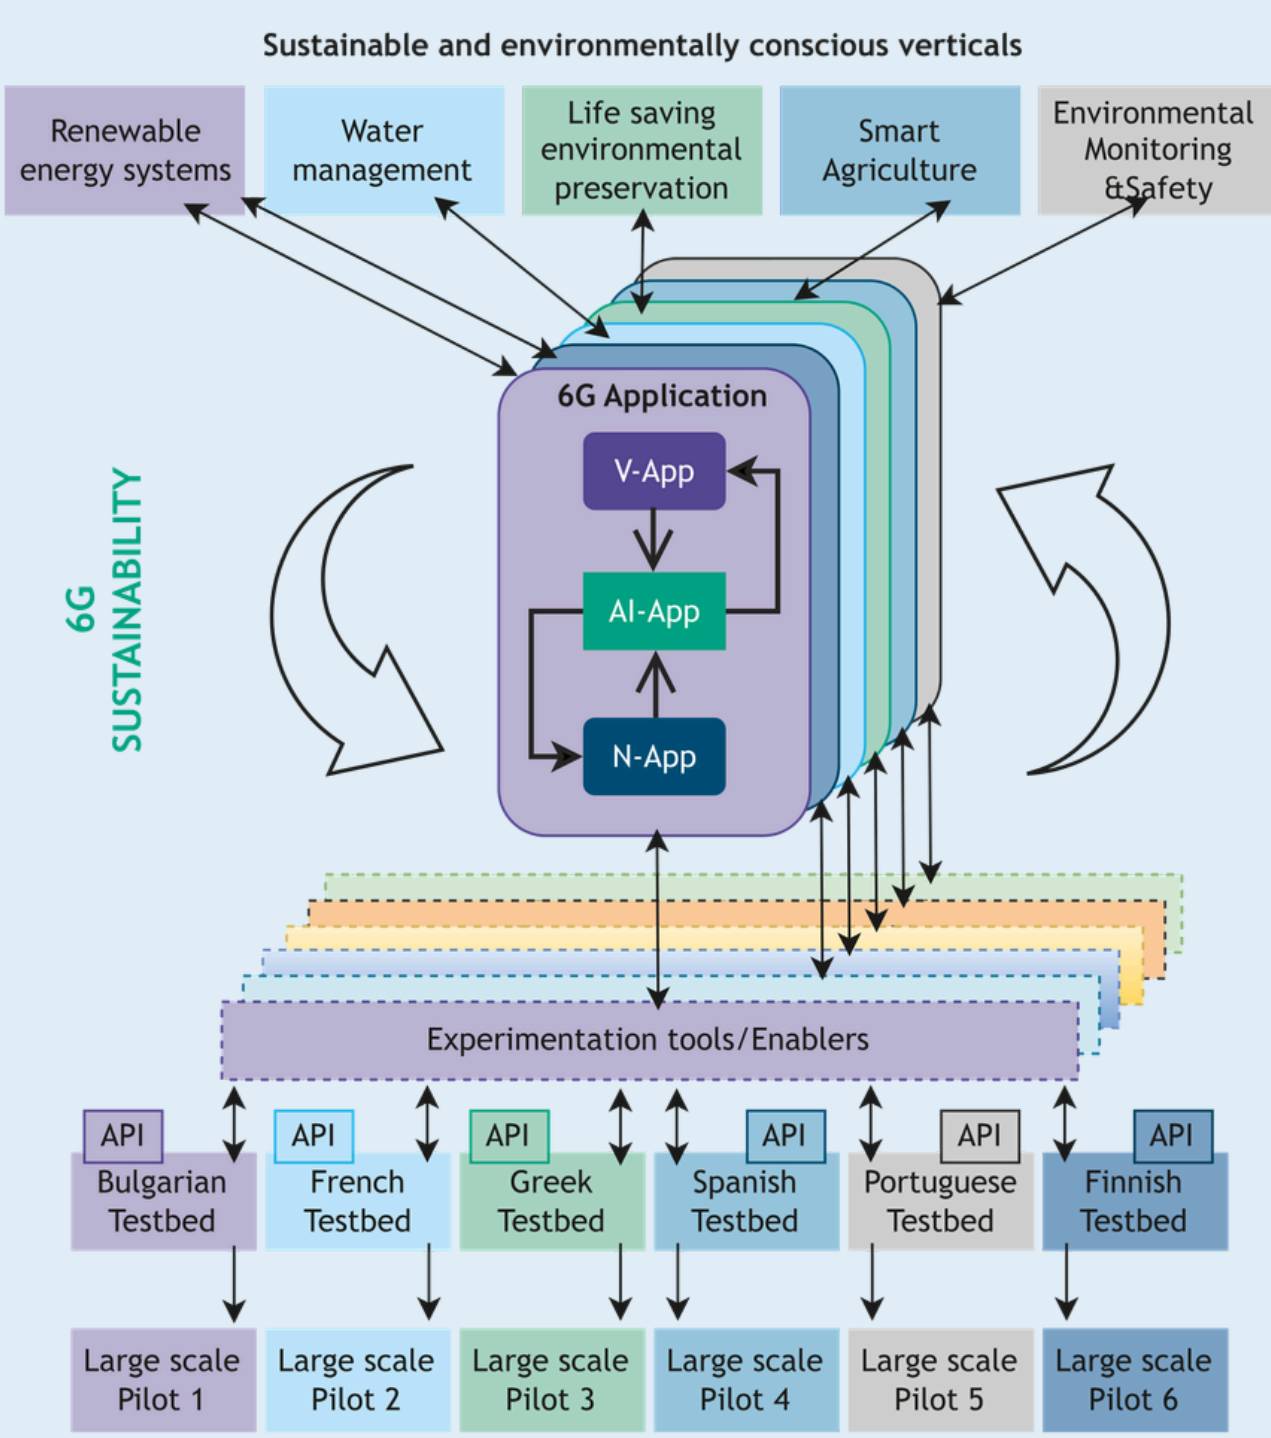 Sustainable and environmentally conscious verticals
Renewable
energy systems
Water
management
Life saving
environmental
preservation
Smart
Agriculture
Environmental
Monitoring
&Safety
6G Application
V-App
AI-App
N-App
6G
SUSTAINABILITY
Experimentation tools/Enablers
API
API
API
API
API
API
Bulgarian
Testbed
French
Testbed
Greek
Testbed
Spanish
Testbed
Portuguese
Testbed
Finnish
Testbed
Large scale
Pilot 1
Large scale
Pilot 2
Large scale
Pilot 3
Large scale
Pilot 4
Large scale
Pilot 5
Large scale
Pilot 6